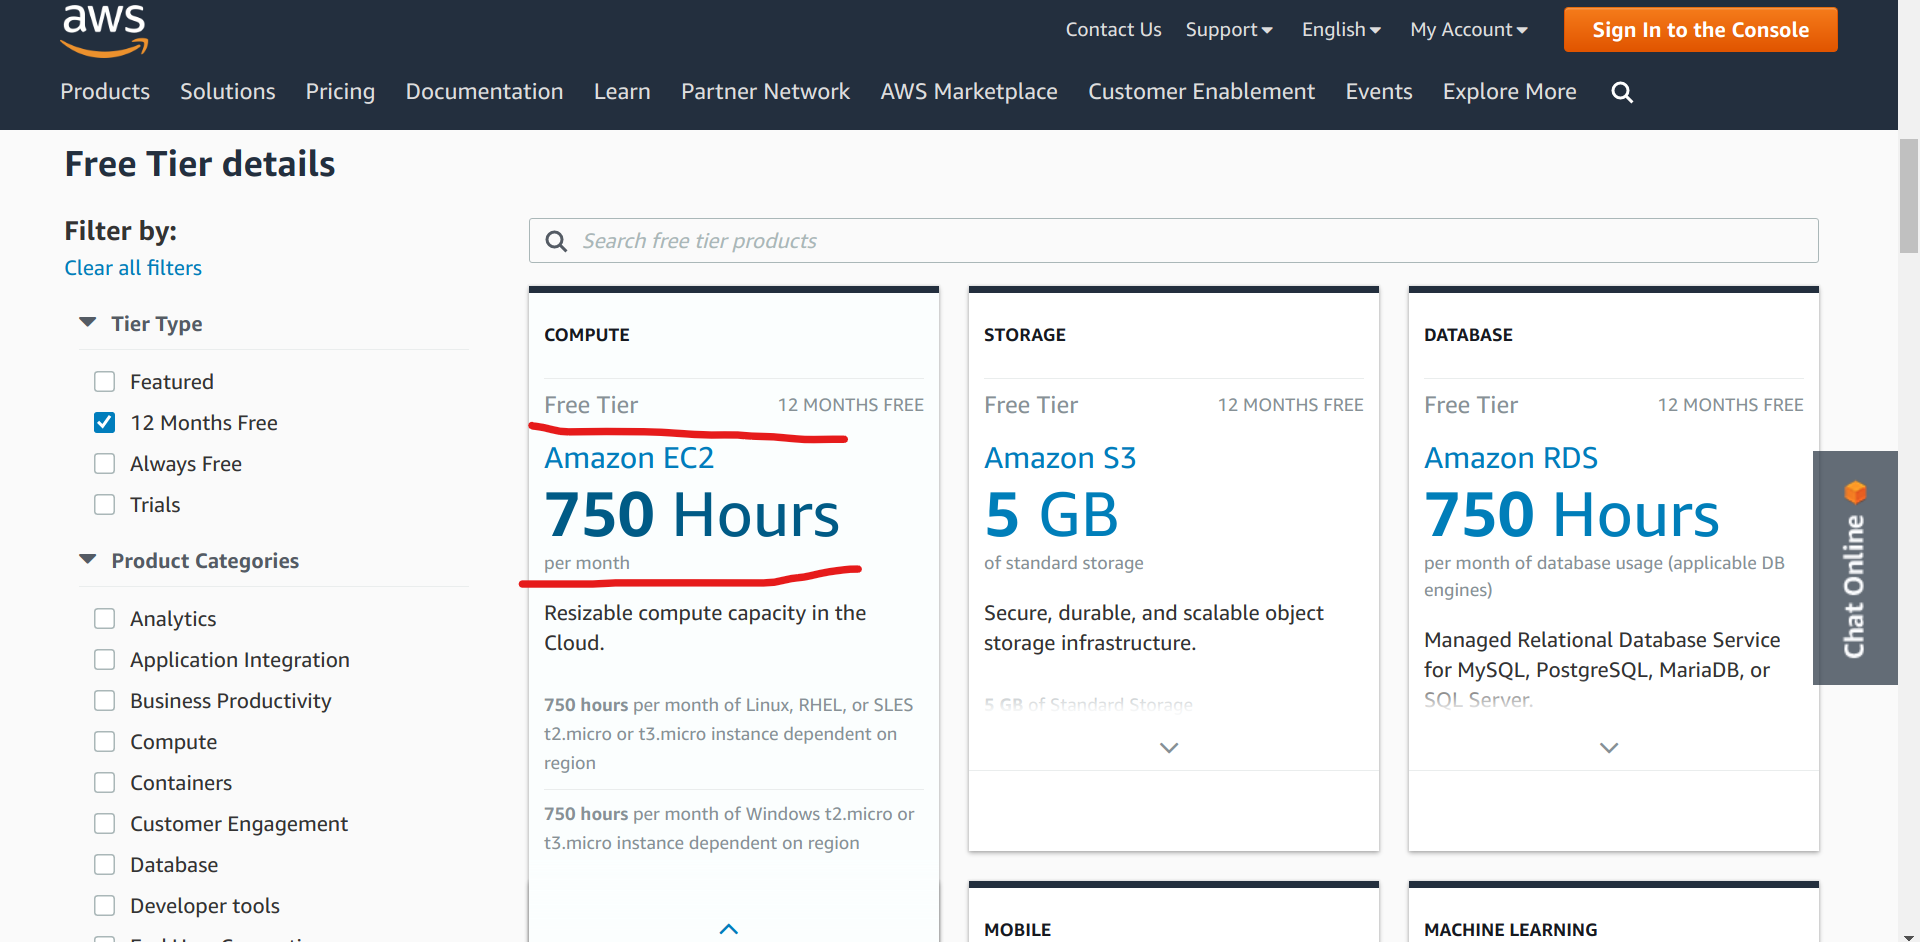 aws
Contact Us Support English My Account Sign In to the Console
Products Solutions Pricing Documentation Learn Partner Network AWS Marketplace Customer Enablement Events Explore More
Free Tier details
Filter by:
Clear all filters
Tier Type
Featured
12 Months Free
Always Free
Trials
Product Categories
Analytics
Application Integration
Business Productivity
Compute
Containers
Customer Engagement
Database
Developer tools
Search free tier products
COMPUTE
Free Tier 12 MONTHS FREE
Amazon EC2
750 Hours
per month
Resizable compute capacity in the
Cloud.
750 hours per month of Linux, RHEL, or SLES
t2.micro or t3.micro instance dependent on
region
750 hours per month of Windows t2.micro or
t3.micro instance dependent on region
STORAGE
Free Tier 12 MONTHS FREE
Amazon S3
5 GB
of standard storage
Secure, durable, and scalable object
storage infrastructure.
5 GB of Standard Storage
DATABASE
Free Tier 12 MONTHS FREE
Amazon RDS
750 Hours
per month of database usage (applicable DB
engines)
Managed Relational Database Service
for MySQL, PostgreSQL, MariaDB, or
SQL Server.
MOBILE
MACHINE LEARNING
Chat Online